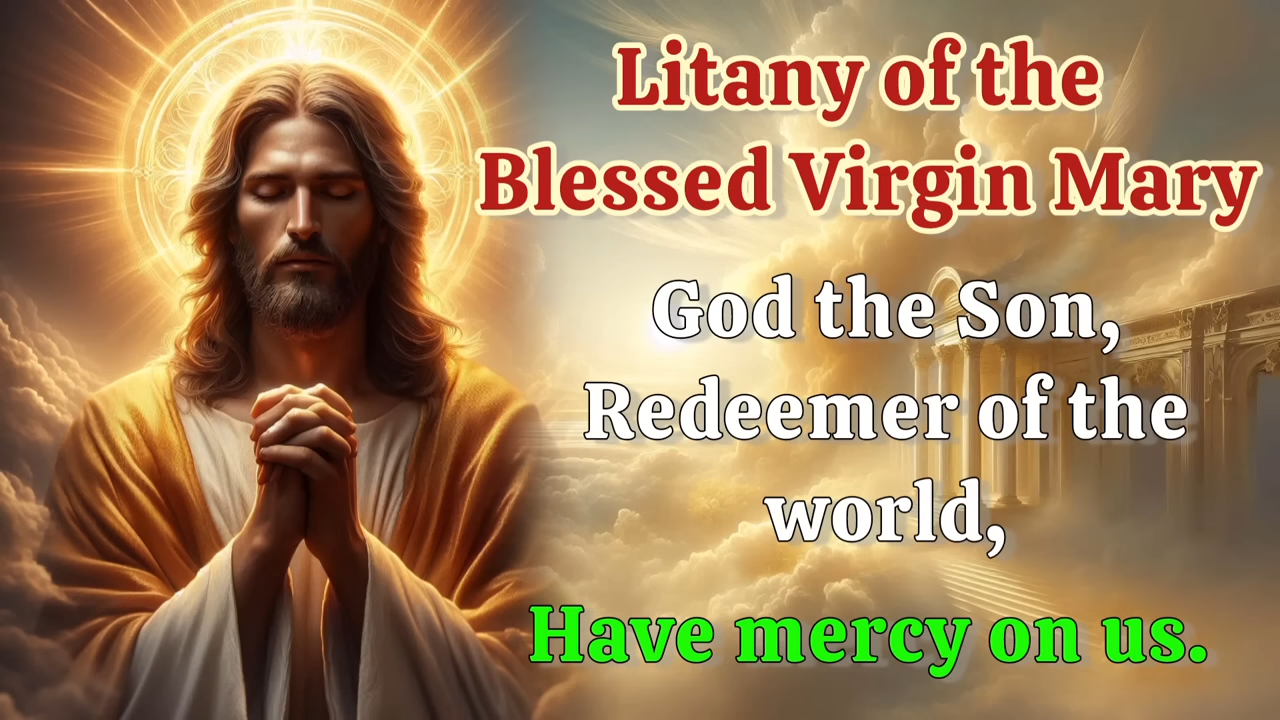 Litany of the
Blessed Virgin Mary
God the Son,
Redeemer of the
world,
Have mercy on us.